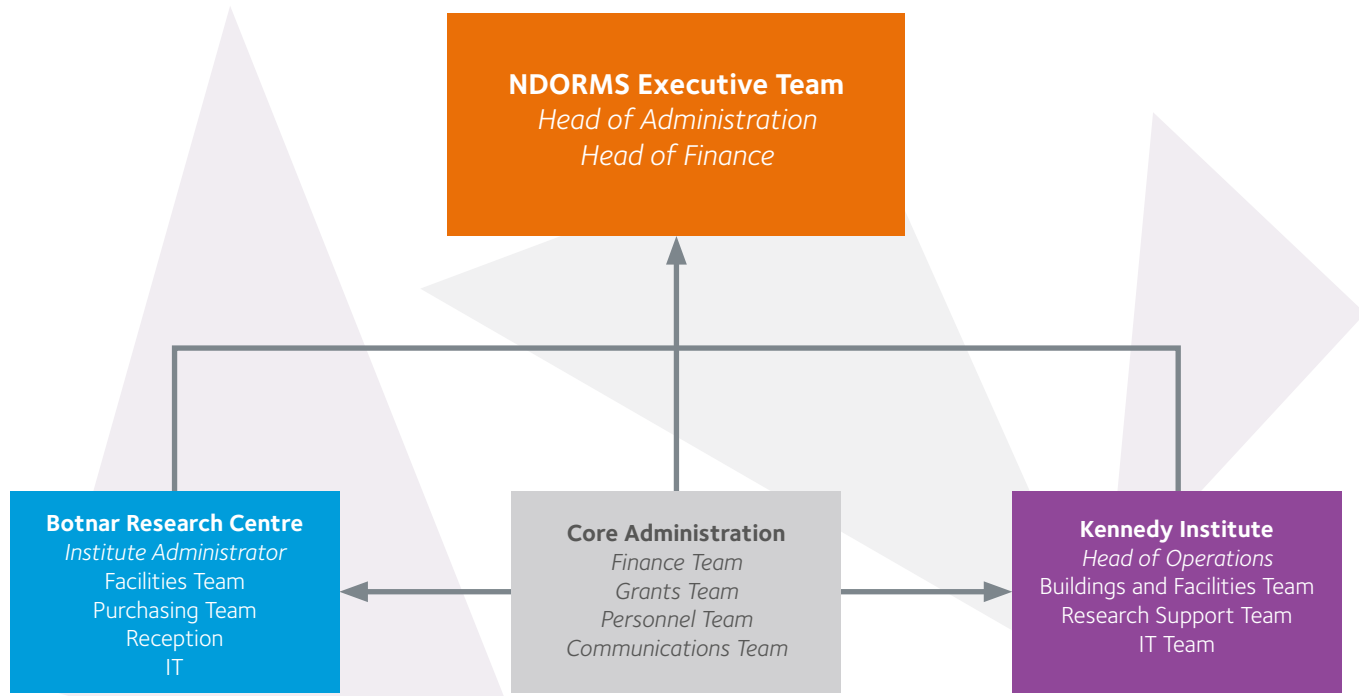 NDORMS Executive Team
Head of Administration
Head of Finance
Botnar Research Centre
Institute Administrator
Facilities Team
Purchasing Team
Reception
IT
Core Administration
Finance Team
Grants Team
Personnel Team
Communications Team
Kennedy Institute
Head of Operations
Buildings and Facilities Team
Research Support Team
IT Team